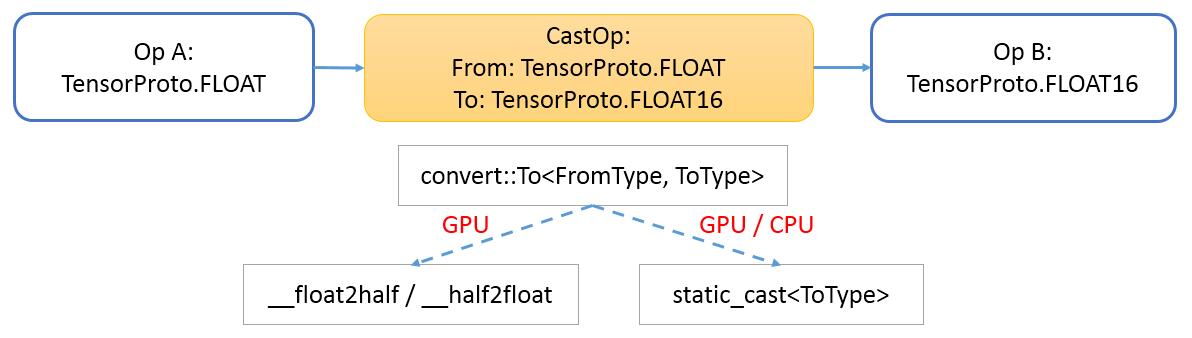 Op A:
TensorProto.FLOAT
CastOp:
From: TensorProto.FLOAT
To: TensorProto.FLOAT16
Op B:
TensorProto.FLOAT16
convert::To<FromType, ToType>
GPU
GPU / CPU
__float2half / __half2float
static_cast<ToType>